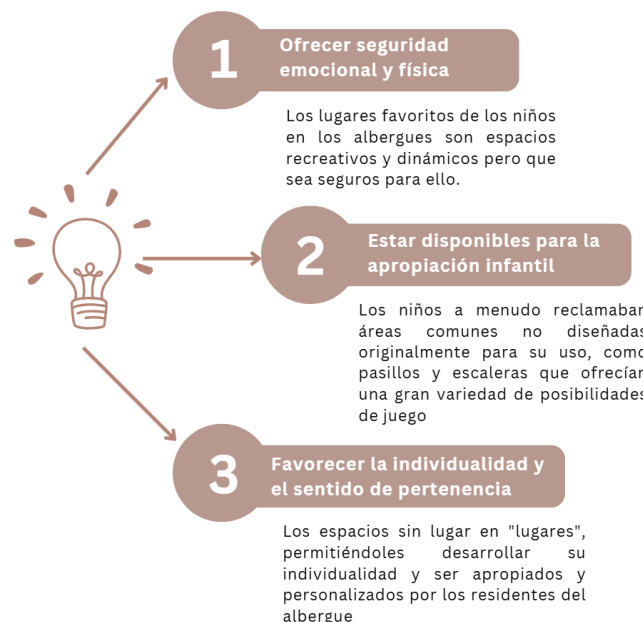 1
Ofrecer seguridad
emocional y física
Los lugares favoritos de los niños
en los albergues son espacios
recreativos y dinámicos pero que
sea seguros para ello.
2
Estar disponibles para la
apropiación infantil
Los niños a menudo reclamaban
áreas comunes no diseñadas
originalmente para su uso, como
pasillos y escaleras que ofrecían
una gran variedad de posibilidades
de juego
3
Favorecer la individualidad y
el sentido de pertenencia
Los espacios sin lugar en "lugares",
permitiéndoles desarrollar su
individualidad y ser apropiados y
personalizados por los residentes del
albergue